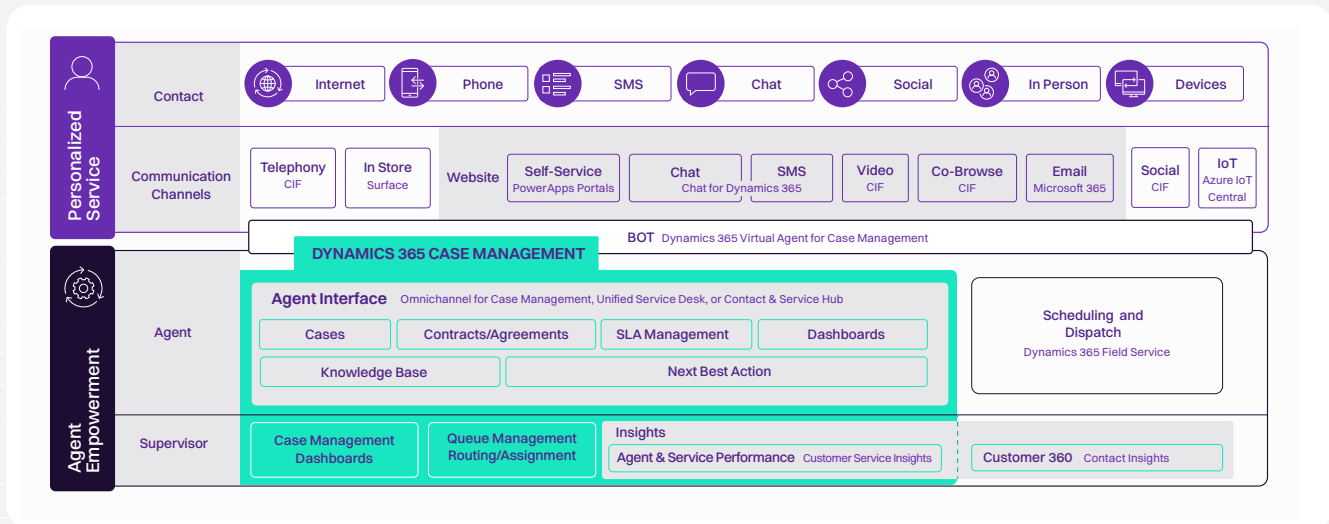 Personalized
Service
Contact
Internet
Phone
SMS
Chat
Social
In Person
Devices
Communication
Channels
Telephony
CIF
In Store
Surface
Website
Self-Service
PowerApps Portals
Chat
SMS
Chat for Dynamics 365
Video
CIF
Co-Browse
CIF
Email
Microsoft 365
Social
CIF
IoT
Azure IoT
Central
BOT Dynamics 365 Virtual Agent for Case Management
DYNAMICS 365 CASE MANAGEMENT
Agent
Empowerment
Agent
Agent Interface Omnichannel for Case Management, Unified Service Desk, or Contact & Service Hub
Cases
Contracts/Agreements
SLA Management
Dashboards
Knowledge Base
Next Best Action
Scheduling and
Dispatch
Dynamics 365 Field Service
Supervisor
Case Management
Dashboards
Queue Management
Routing/Assignment
Insights
Agent & Service Performance Customer Service Insights
Customer 360 Contact Insights